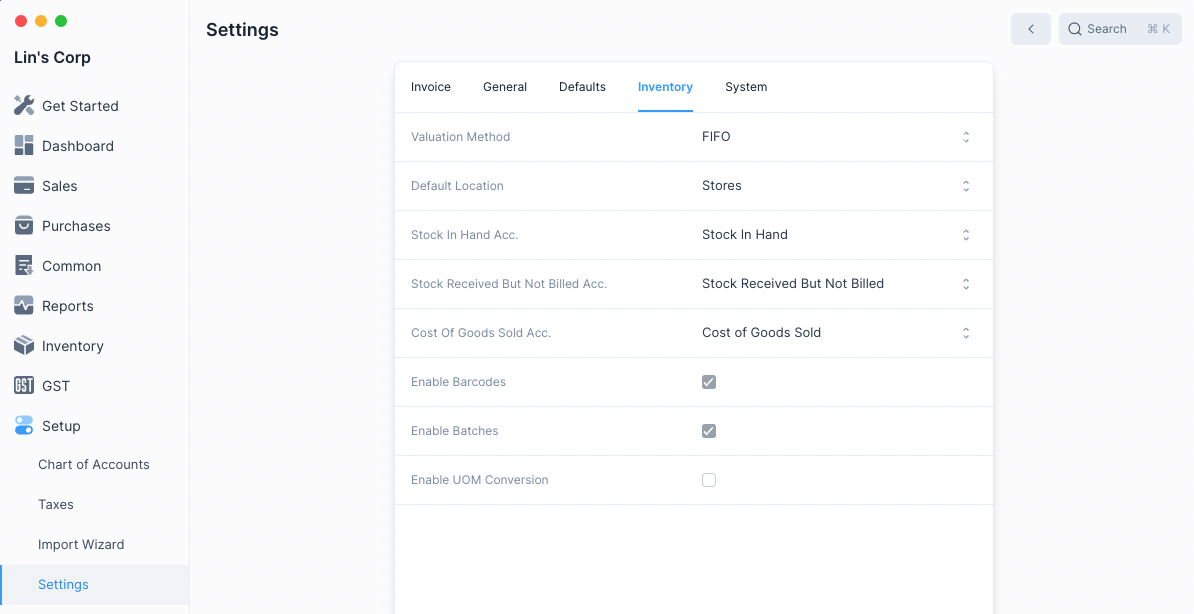 Settings
Search ⌘ K
Lin's Corp
Get Started
Dashboard
Sales
Purchases
Common
Reports
Inventory
GST GST
Setup
Chart of Accounts
Taxes
Import Wizard
Settings
Invoice General Defaults Inventory System
Valuation Method FIFO
Default Location Stores
Stock In Hand Acc. Stock In Hand
Stock Received But Not Billed Acc. Stock Received But Not Billed
Cost Of Goods Sold Acc. Cost of Goods Sold
Enable Barcodes
Enable Batches
Enable UOM Conversion